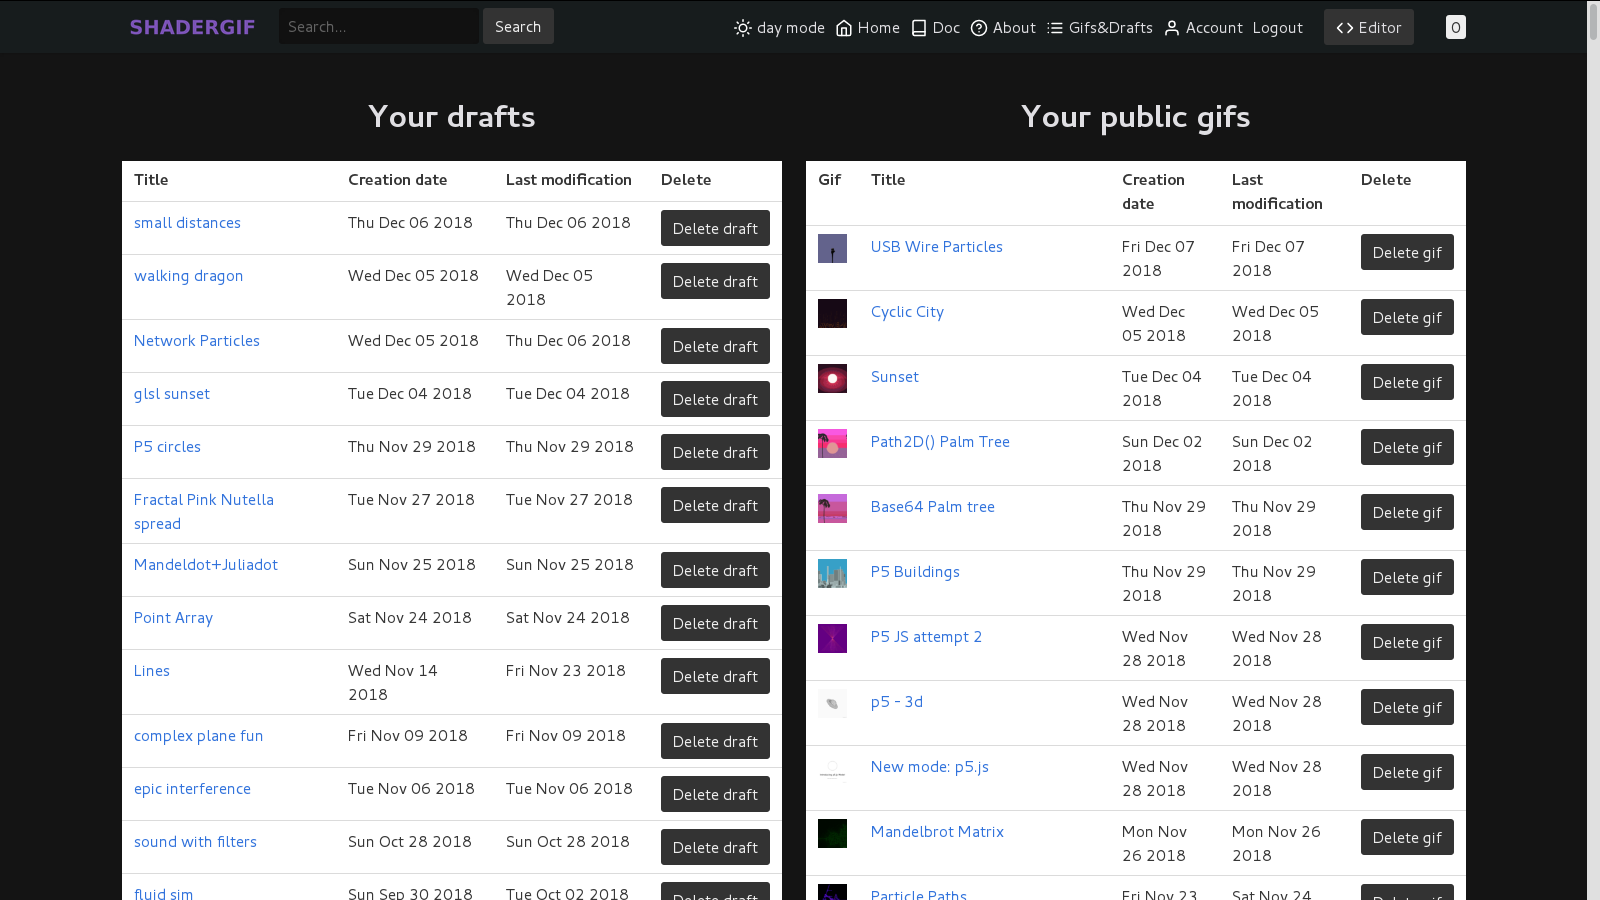 SHADERGIF Search... Search day mode Home Doc About Gifs&Drafts Account Logout Editor 0
Your drafts
Title Creation date Last modification Delete
small distances Thu Dec 06 2018 Thu Dec 06 2018 Delete draft
walking dragon Wed Dec 05 2018 Wed Dec 05 Delete draft
2018
Network Particles Wed Dec 05 2018 Thu Dec 06 2018 Delete draft
glsl sunset Tue Dec 04 2018 Tue Dec 04 2018 Delete draft
P5 circles Thu Nov 29 2018 Thu Nov 29 2018 Delete draft
Fractal Pink Nutella Tue Nov 27 2018 Tue Nov 27 2018 Delete draft
spread
Mandeldot+Juliadot Sun Nov 25 2018 Sun Nov 25 2018 Delete draft
Point Array Sat Nov 24 2018 Sat Nov 24 2018 Delete draft
Lines Wed Nov 14 Fri Nov 23 2018 Delete draft
2018
complex plane fun Fri Nov 09 2018 Fri Nov 09 2018 Delete draft
epic interference Tue Nov 06 2018 Tue Nov 06 2018 Delete draft
sound with filters Sun Oct 28 2018 Sun Oct 28 2018 Delete draft
fluid sim Sun Sep 30 2018 Tue Oct 02 2018 Delete draft
Your public gifs
Gif Title Creation Last Delete
date modification
USB Wire Particles Fri Dec 07 Fri Dec 07 Delete gif
2018 2018
Cyclic City Wed Dec Wed Dec 05 Delete gif
05 2018 2018
Sunset Tue Dec 04 Tue Dec 04 Delete gif
2018 2018
Path2D() Palm Tree Sun Dec 02 Sun Dec 02 Delete gif
2018 2018
Base64 Palm tree Thu Nov 29 Thu Nov 29 Delete gif
2018 2018
P5 Buildings Thu Nov 29 Thu Nov 29 Delete gif
2018 2018
P5 JS attempt 2 Wed Nov Wed Nov 28 Delete gif
28 2018 2018
p5 - 3d Wed Nov Wed Nov 28 Delete gif
28 2018 2018
New mode: p5.js Wed Nov Wed Nov 28 Delete gif
28 2018 2018
Mandelbrot Matrix Mon Nov Mon Nov 26 Delete gif
26 2018 2018
Particle Paths Fri Nov 23 Sat Nov 24 Delete gif